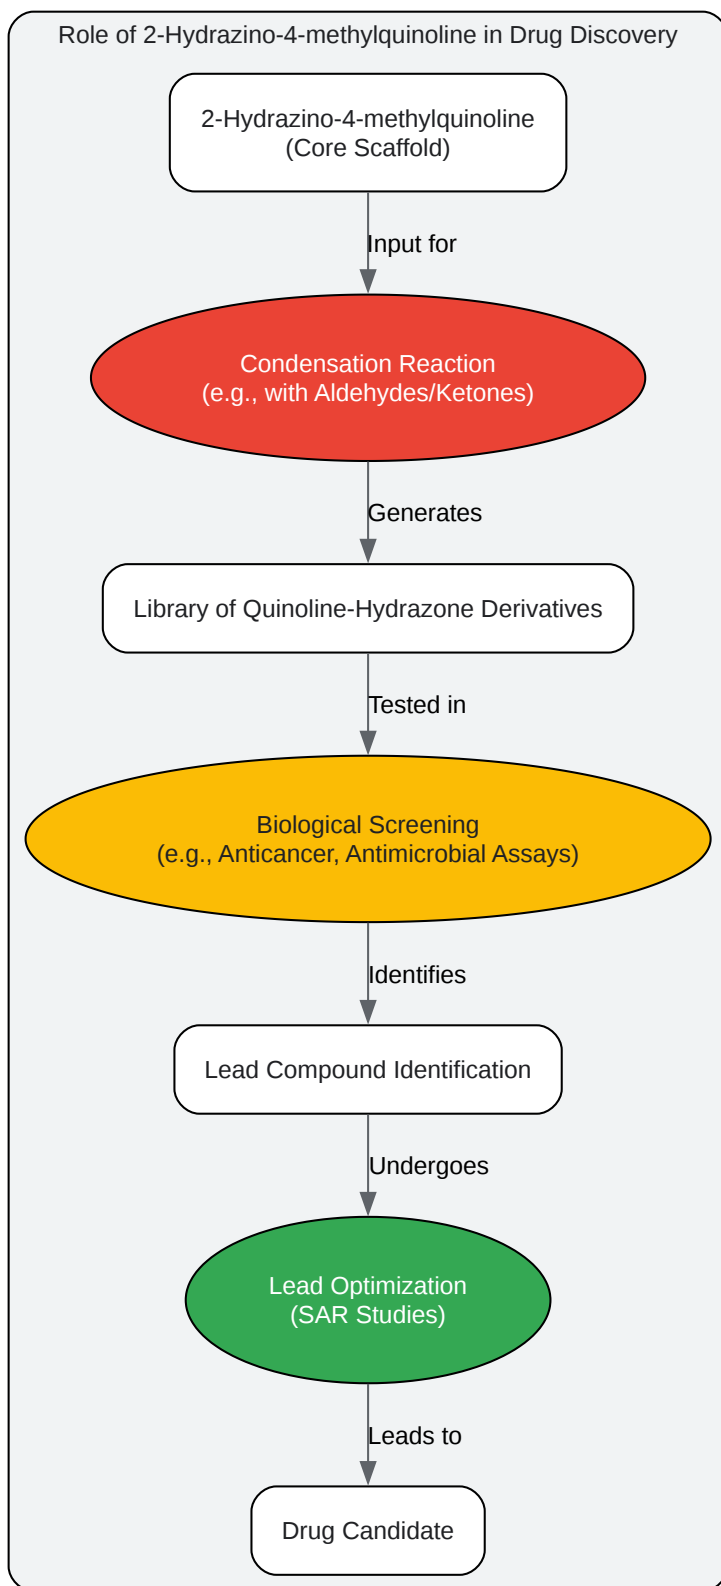 Role of 2-Hydrazino-4-methylquinoline in Drug Discovery
2-Hydrazino-4-methylquinoline
(Core Scaffold)
Input for
Condensation Reaction
(e.g., with Aldehydes/Ketones)
Generates
Library of Quinoline-Hydrazone Derivatives
Tested in
Biological Screening
(e.g., Anticancer, Antimicrobial Assays)
Identifies
Lead Compound Identification
Undergoes
Lead Optimization
(SAR Studies)
Leads to
Drug Candidate